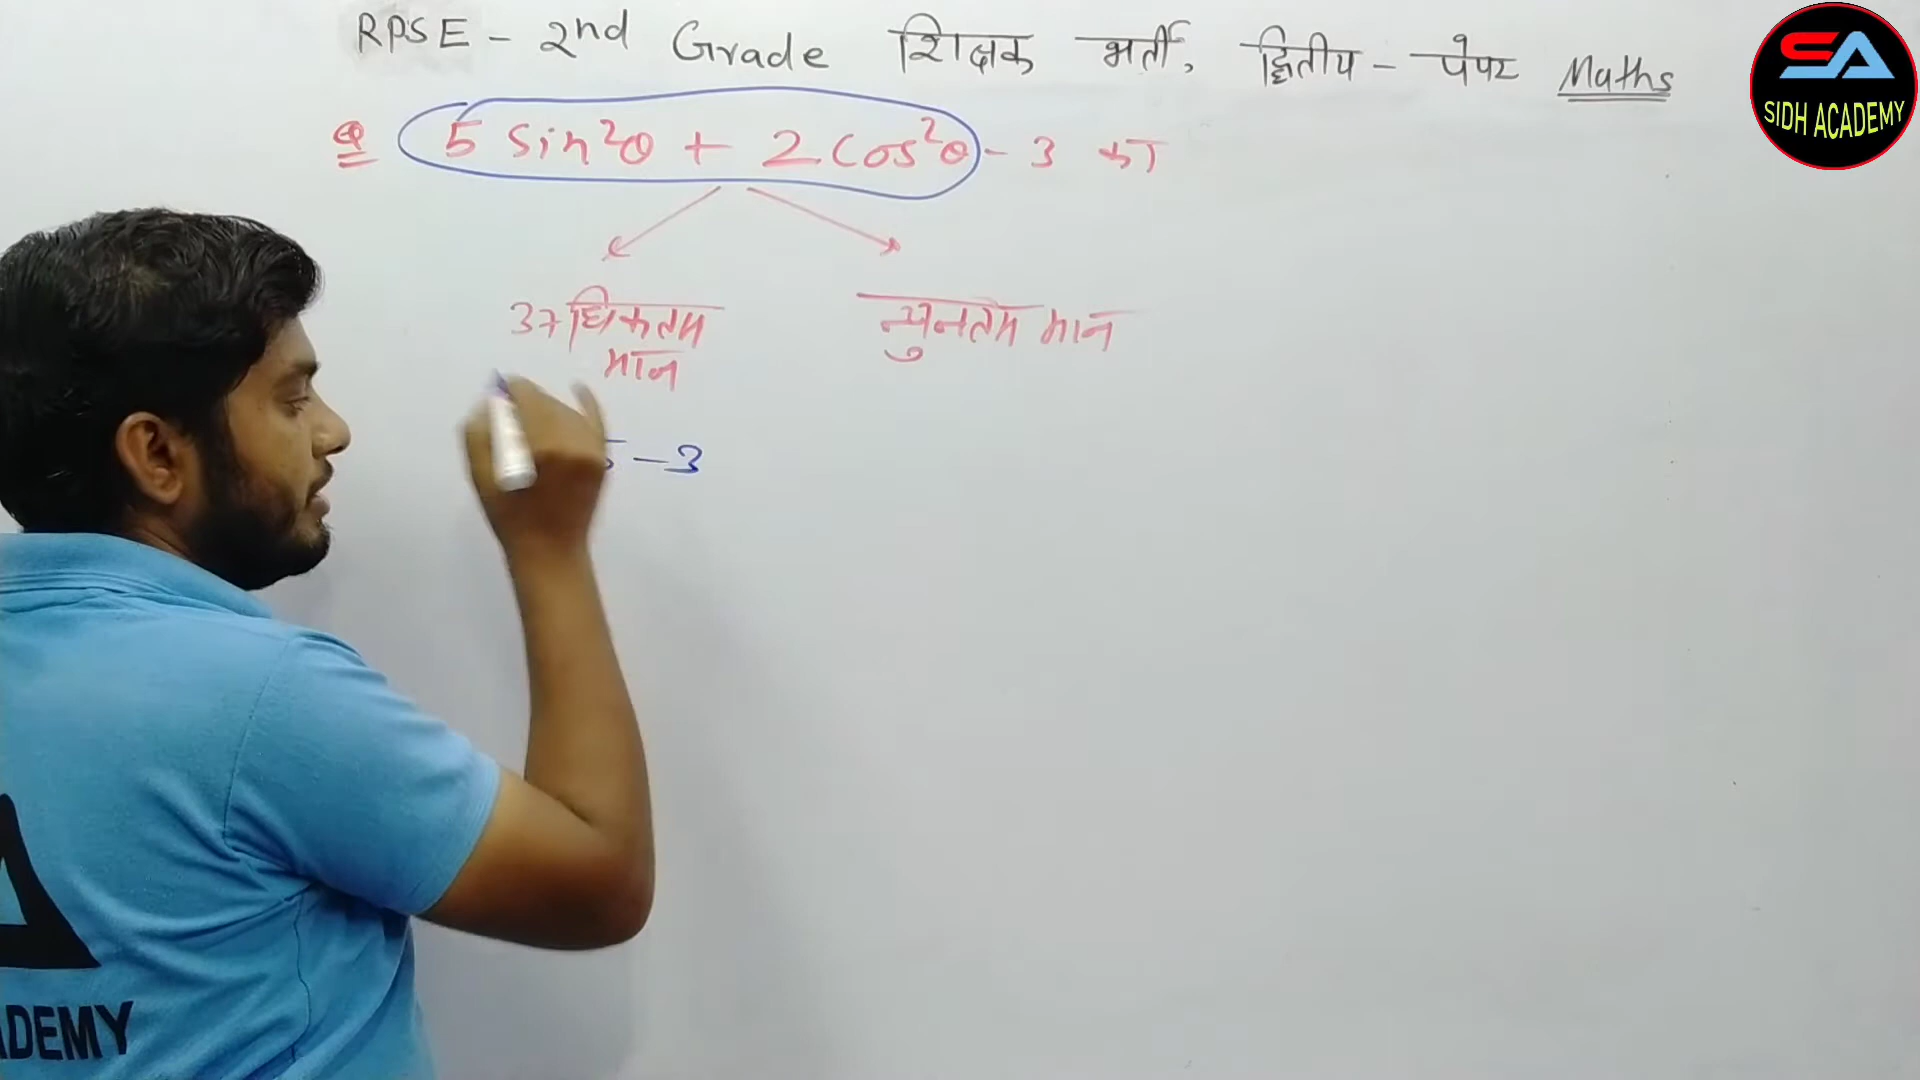 RPSE - 2nd Grade शिक्षक भर्ती, द्वितीय - पेपर Maths
SA
SIDH ACADEMY
Q 5 Sin²θ + 2 Cos²θ - 3 का
अधिकतम
मान
न्युनतम मान
5 - 3
ADEMY